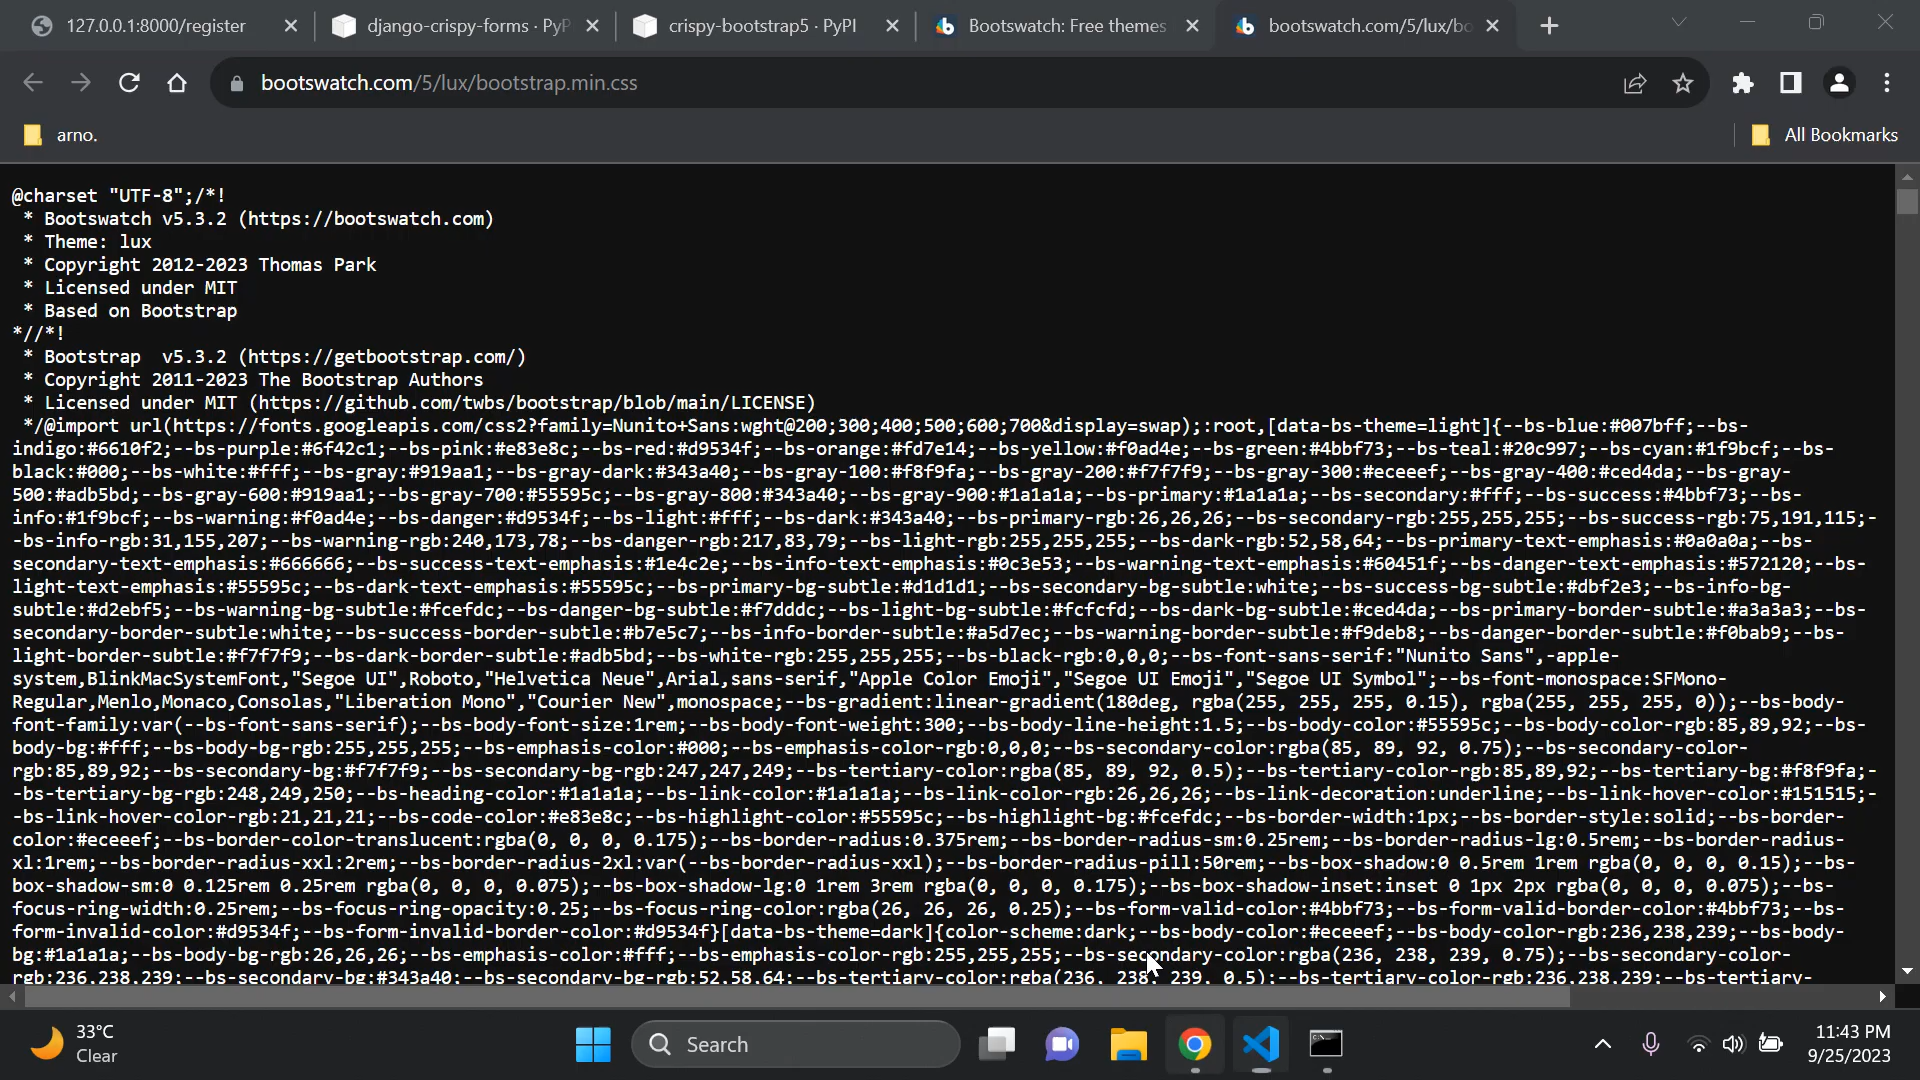 127.0.0.1:8000/register
django-crispy-forms · PyP
crispy-bootstrap5 · PyPI
Bootswatch: Free themes
bootswatch.com/5/lux/bo
bootswatch.com/5/lux/bootstrap.min.css
arno.
All Bookmarks
@charset "UTF-8";/*!
* Bootswatch v5.3.2 (https://bootswatch.com)
* Theme: lux
* Copyright 2012-2023 Thomas Park
* Licensed under MIT
* Based on Bootstrap
*//*!
* Bootstrap  v5.3.2 (https://getbootstrap.com/)
* Copyright 2011-2023 The Bootstrap Authors
* Licensed under MIT (https://github.com/twbs/bootstrap/blob/main/LICENSE)
*/@import url(https://fonts.googleapis.com/css2?family=Nunito+Sans:wght@200;300;400;500;600;700&display=swap);:root,[data-bs-theme=light]{--bs-blue:#007bff;--bs-
indigo:#6610f2;--bs-purple:#6f42c1;--bs-pink:#e83e8c;--bs-red:#d9534f;--bs-orange:#fd7e14;--bs-yellow:#f0ad4e;--bs-green:#4bbf73;--bs-teal:#20c997;--bs-cyan:#1f9bcf;--bs-
black:#000;--bs-white:#fff;--bs-gray:#919aa1;--bs-gray-dark:#343a40;--bs-gray-100:#f8f9fa;--bs-gray-200:#f7f7f9;--bs-gray-300:#eceeef;--bs-gray-400:#ced4da;--bs-gray-
500:#adb5bd;--bs-gray-600:#919aa1;--bs-gray-700:#55595c;--bs-gray-800:#343a40;--bs-gray-900:#1a1a1a;--bs-primary:#1a1a1a;--bs-secondary:#fff;--bs-success:#4bbf73;--bs-
info:#1f9bcf;--bs-warning:#f0ad4e;--bs-danger:#d9534f;--bs-light:#fff;--bs-dark:#343a40;--bs-primary-rgb:26,26,26;--bs-secondary-rgb:255,255,255;--bs-success-rgb:75,191,115;-
-bs-info-rgb:31,155,207;--bs-warning-rgb:240,173,78;--bs-danger-rgb:217,83,79;--bs-light-rgb:255,255,255;--bs-dark-rgb:52,58,64;--bs-primary-text-emphasis:#0a0a0a;--bs-
secondary-text-emphasis:#666666;--bs-success-text-emphasis:#1e4c2e;--bs-info-text-emphasis:#0c3e53;--bs-warning-text-emphasis:#60451f;--bs-danger-text-emphasis:#572120;--bs-
light-text-emphasis:#55595c;--bs-dark-text-emphasis:#55595c;--bs-primary-bg-subtle:#d1d1d1;--bs-secondary-bg-subtle:white;--bs-success-bg-subtle:#dbf2e3;--bs-info-bg-
subtle:#d2ebf5;--bs-warning-bg-subtle:#fcefdc;--bs-danger-bg-subtle:#f7dddc;--bs-light-bg-subtle:#fcfcfd;--bs-dark-bg-subtle:#ced4da;--bs-primary-border-subtle:#a3a3a3;--bs-
secondary-border-subtle:white;--bs-success-border-subtle:#b7e5c7;--bs-info-border-subtle:#a5d7ec;--bs-warning-border-subtle:#f9deb8;--bs-danger-border-subtle:#f0bab9;--bs-
light-border-subtle:#f7f7f9;--bs-dark-border-subtle:#adb5bd;--bs-white-rgb:255,255,255;--bs-black-rgb:0,0,0;--bs-font-sans-serif:"Nunito Sans",-apple-
system,BlinkMacSystemFont,"Segoe UI",Roboto,"Helvetica Neue",Arial,sans-serif,"Apple Color Emoji","Segoe UI Emoji","Segoe UI Symbol";--bs-font-monospace:SFMono-
Regular,Menlo,Monaco,Consolas,"Liberation Mono","Courier New",monospace;--bs-gradient:linear-gradient(180deg, rgba(255, 255, 255, 0.15), rgba(255, 255, 255, 0));--bs-body-
font-family:var(--bs-font-sans-serif);--bs-body-font-size:1rem;--bs-body-font-weight:300;--bs-body-line-height:1.5;--bs-body-color:#55595c;--bs-body-color-rgb:85,89,92;--bs-
body-bg:#fff;--bs-body-bg-rgb:255,255,255;--bs-emphasis-color:#000;--bs-emphasis-color-rgb:0,0,0;--bs-secondary-color:rgba(85, 89, 92, 0.75);--bs-secondary-color-
rgb:85,89,92;--bs-secondary-bg:#f7f7f9;--bs-secondary-bg-rgb:247,247,249;--bs-tertiary-color:rgba(85, 89, 92, 0.5);--bs-tertiary-color-rgb:85,89,92;--bs-tertiary-bg:#f8f9fa;-
-bs-tertiary-bg-rgb:248,249,250;--bs-heading-color:#1a1a1a;--bs-link-color:#1a1a1a;--bs-link-color-rgb:26,26,26;--bs-link-decoration:underline;--bs-link-hover-color:#151515;-
-bs-link-hover-color-rgb:21,21,21;--bs-code-color:#e83e8c;--bs-highlight-color:#55595c;--bs-highlight-bg:#fcefdc;--bs-border-width:1px;--bs-border-style:solid;--bs-border-
color:#eceeef;--bs-border-color-translucent:rgba(0, 0, 0, 0.175);--bs-border-radius:0.375rem;--bs-border-radius-sm:0.25rem;--bs-border-radius-lg:0.5rem;--bs-border-radius-
xl:1rem;--bs-border-radius-xxl:2rem;--bs-border-radius-2xl:var(--bs-border-radius-xxl);--bs-border-radius-pill:50rem;--bs-box-shadow:0 0.5rem 1rem rgba(0, 0, 0, 0.15);--bs-
box-shadow-sm:0 0.125rem 0.25rem rgba(0, 0, 0, 0.075);--bs-box-shadow-lg:0 1rem 3rem rgba(0, 0, 0, 0.175);--bs-box-shadow-inset:inset 0 1px 2px rgba(0, 0, 0, 0.075);--bs-
focus-ring-width:0.25rem;--bs-focus-ring-opacity:0.25;--bs-focus-ring-color:rgba(26, 26, 26, 0.25);--bs-form-valid-color:#4bbf73;--bs-form-valid-border-color:#4bbf73;--bs-
form-invalid-color:#d9534f;--bs-form-invalid-border-color:#d9534f}[data-bs-theme=dark]{color-scheme:dark;--bs-body-color:#eceeef;--bs-body-color-rgb:236,238,239;--bs-body-
bg:#1a1a1a;--bs-body-bg-rgb:26,26,26;--bs-emphasis-color:#fff;--bs-emphasis-color-rgb:255,255,255;--bs-secondary-color:rgba(236, 238, 239, 0.75);--bs-secondary-color-
rgb:236,238,239;--bs-secondary-bg:#343a40;--bs-secondary-bg-rgb:52,58,64;--bs-tertiary-color:rgba(236, 238, 239, 0.5);--bs-tertiary-color-rgb:236,238,239;--bs-tertiary-
33°C
Clear
Search
11:43 PM
9/25/2023